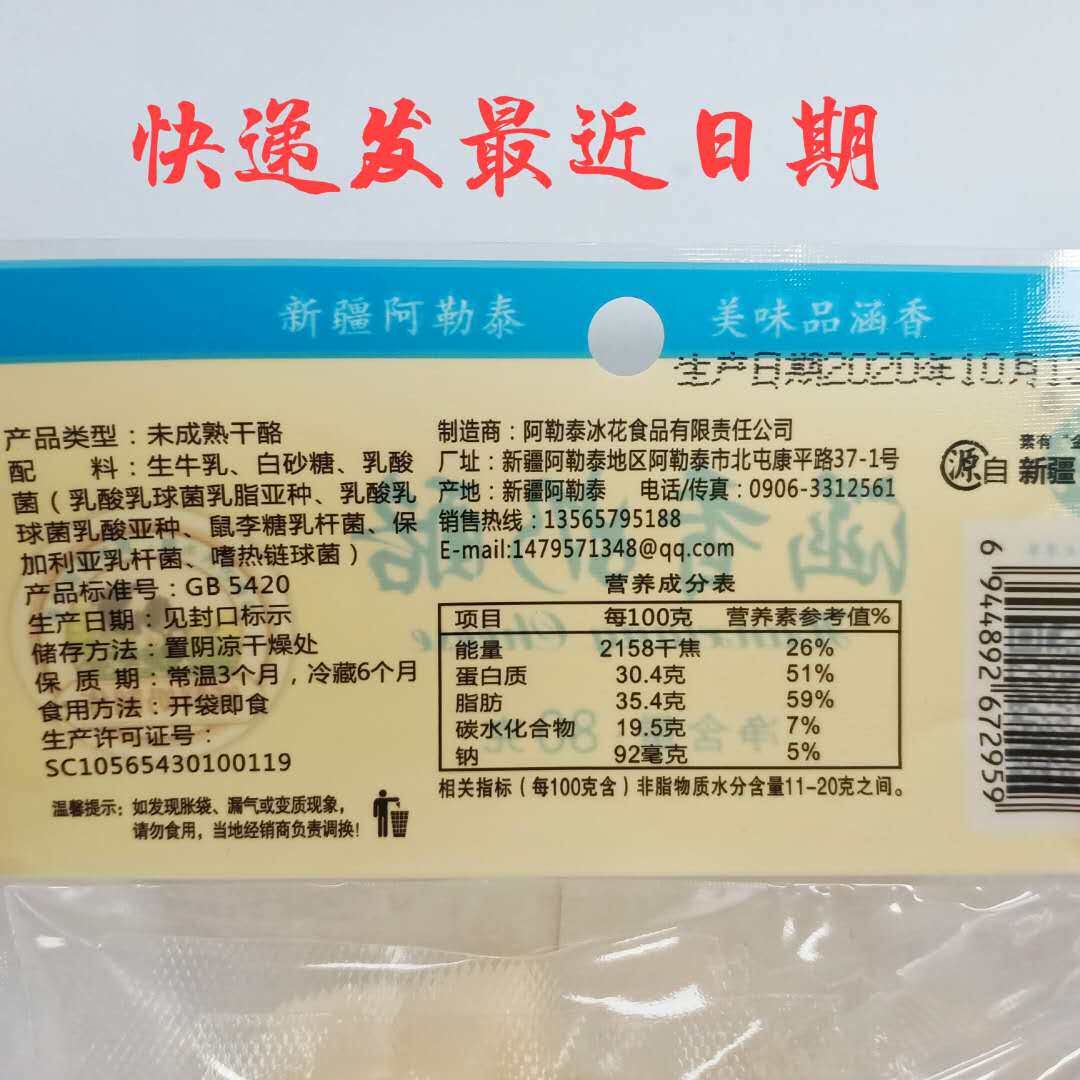 快递发最近日期
新疆阿勒泰 美味品涵香
生产日期2020年10月1
产品类型：未成熟干酪
配 料：生牛乳、白砂糖、乳酸
菌（乳酸乳球菌乳脂亚种、乳酸乳
球菌乳酸亚种、鼠李糖乳杆菌、保
加利亚乳杆菌、嗜热链球菌）
产品标准号：GB 5420
生产日期：见封口标示
储存方法：置阴凉干燥处
保 质 期：常温3个月，冷藏6个月
食用方法：开袋即食
生产许可证号：
SC10565430100119
温馨提示：如发现胀袋、漏气或变质现象，
请勿食用，当地经销商负责调换！
制造商：阿勒泰冰花食品有限责任公司
厂址：新疆阿勒泰地区阿勒泰市北屯康平路37-1号
产地：新疆阿勒泰 电话/传真：0906-3312561
销售热线：13565795188
E-mail:1479571348@qq.com
营养成分表
项目 每100克 营养素参考值%
能量 2158千焦 26%
蛋白质 30.4克 51%
脂肪 35.4克 59%
碳水化合物 19.5克 7%
钠 92毫克 5%
相关指标（每100克含）非脂物质水分含量11-20克之间。
素有“金
源自 新疆
6 944892 672959